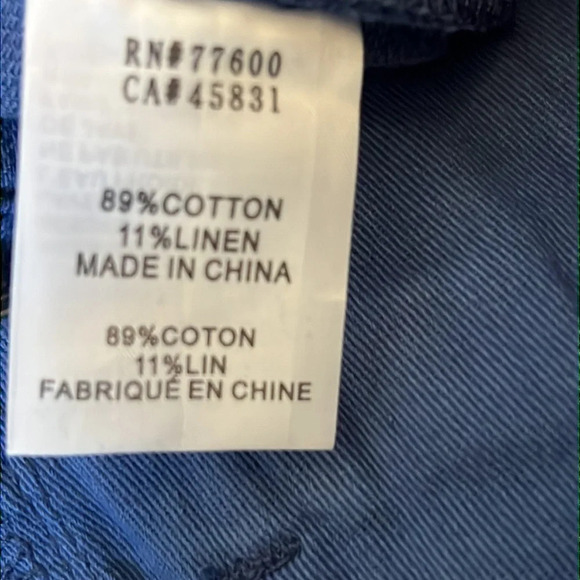 RN#77600
CA#45831
89%COTTON
11%LINEN
MADE IN CHINA
89%COTON
11%LIN
FABRIQUÉ EN CHINE